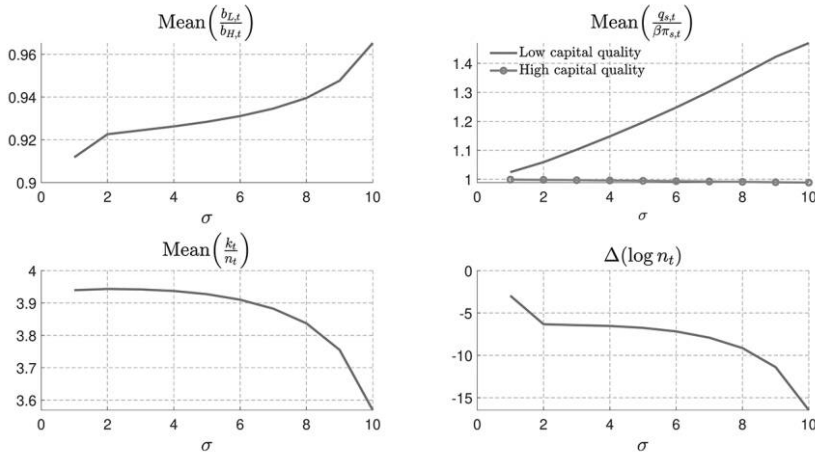 Mean(b_{L,t}/b_{H,t})
0.96
0.94
0.92
0.9
0 2 4 6 8 10
σ
Mean(q_{s,t}/βπ_{s,t})
Low capital quality
High capital quality
1.4
1.3
1.2
1.1
1
0 2 4 6 8 10
σ
Mean(k_t/n_t)
4
3.9
3.8
3.7
3.6
0 2 4 6 8 10
σ
Δ(log n_t)
0
-5
-10
-15
0 2 4 6 8 10
σ